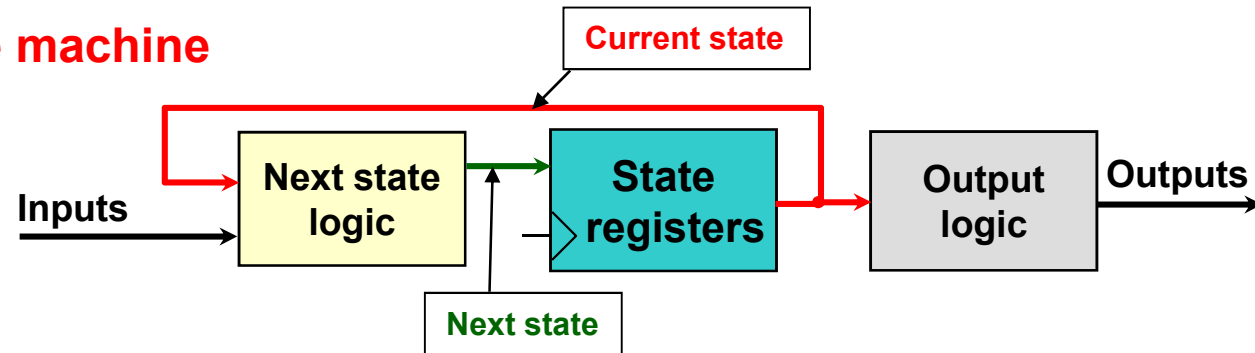 machine
Current state
Inputs
Next state
logic
State
registers
Output
logic
Outputs
Next state